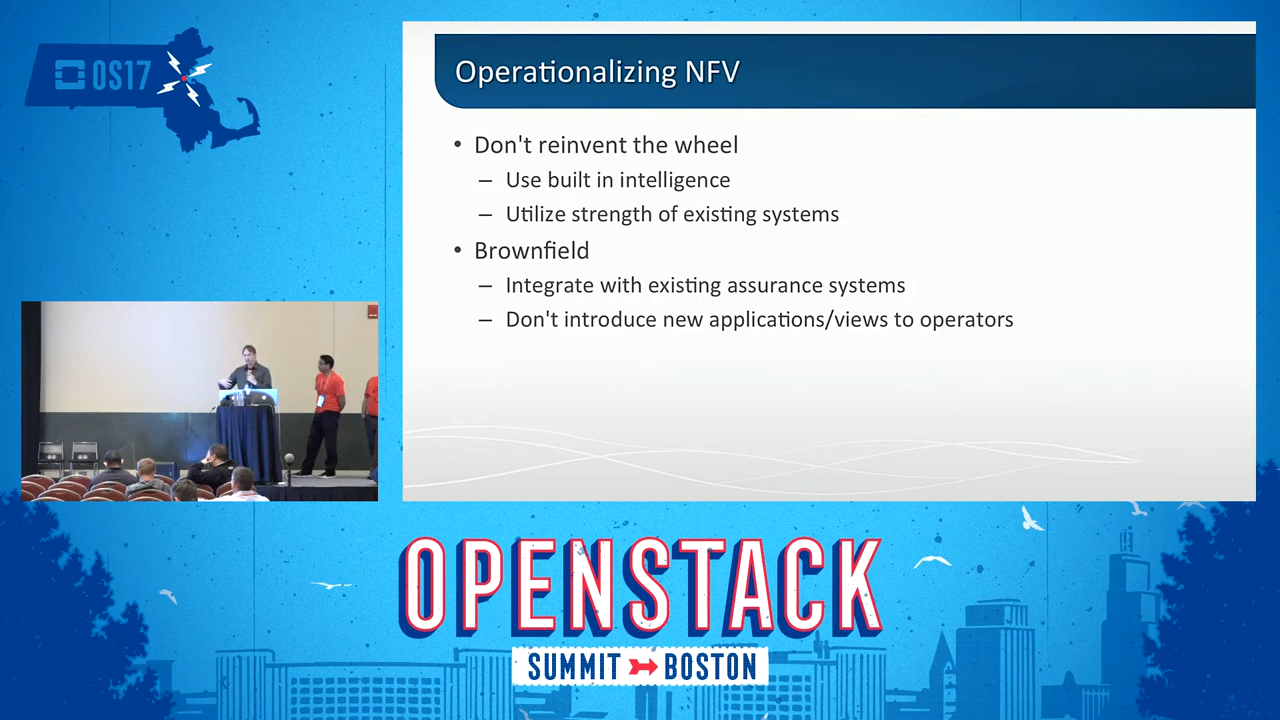 OS17
Operationalizing NFV
• Don't reinvent the wheel
– Use built in intelligence
– Utilize strength of existing systems
• Brownfield
– Integrate with existing assurance systems
– Don't introduce new applications/views to operators
OPENSTACK
SUMMIT BOSTON